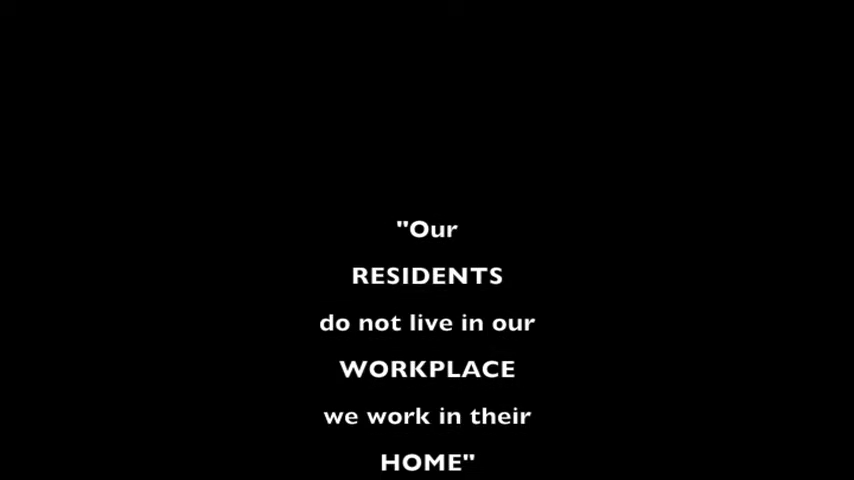 "Our
RESIDENTS
do not live in our
WORKPLACE
we work in their
HOME"